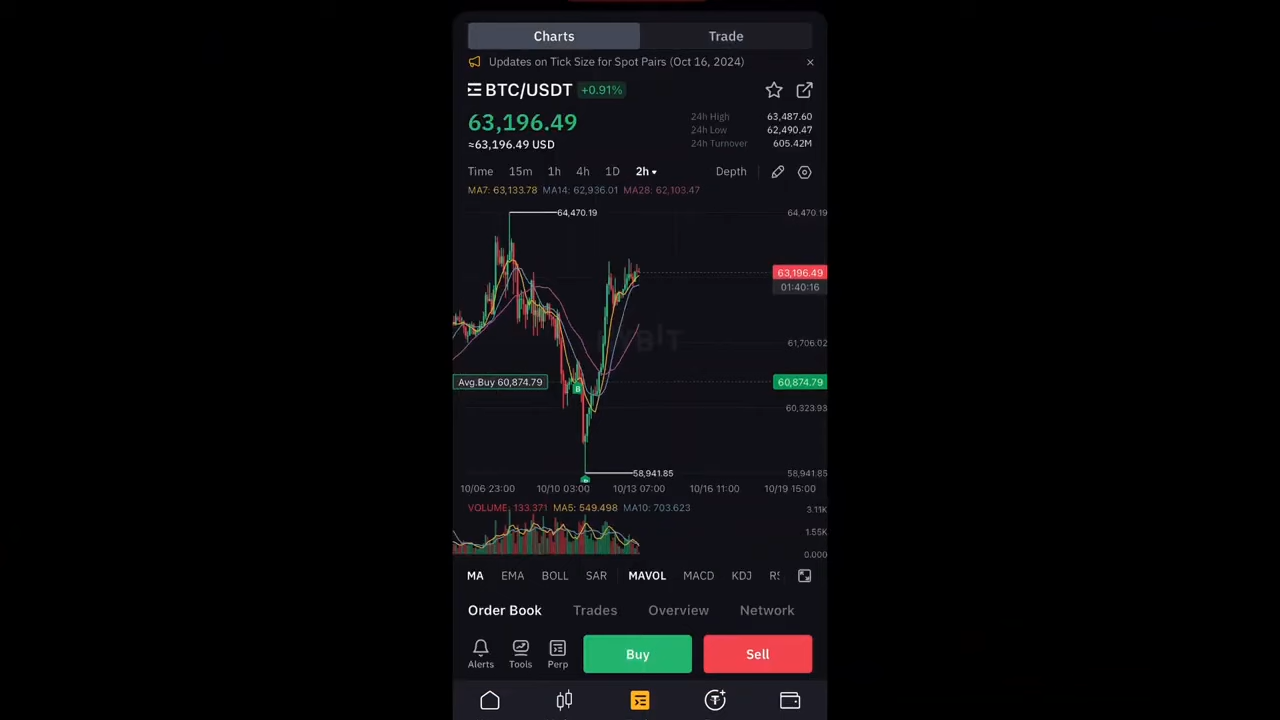 Charts Trade
Updates on Tick Size for Spot Pairs (Oct 16, 2024) ×
BTC/USDT +0.91%
63,196.49
≈63,196.49 USD
24h High 63,487.60
24h Low 62,490.47
24h Turnover 605.42M
Time 15m 1h 4h 1D 2h Depth
MA7: 63,133.78 MA14: 62,936.01 MA28: 62,103.47
64,470.19 64,470.19
63,196.49
01:40:16
61,706.02
Avg.Buy 60,874.79 60,874.79
B
60,323.93
58,941.85 58,941.85
10/06 23:00 10/10 03:00 10/13 07:00 10/16 11:00 10/19 15:00
VOLUME: 133.371 MA5: 549.498 MA10: 703.623 3.11K
1.55K
0.000
MA EMA BOLL SAR MAVOL MACD KDJ
Order Book Trades Overview Network
Alerts Tools Perp Buy Sell